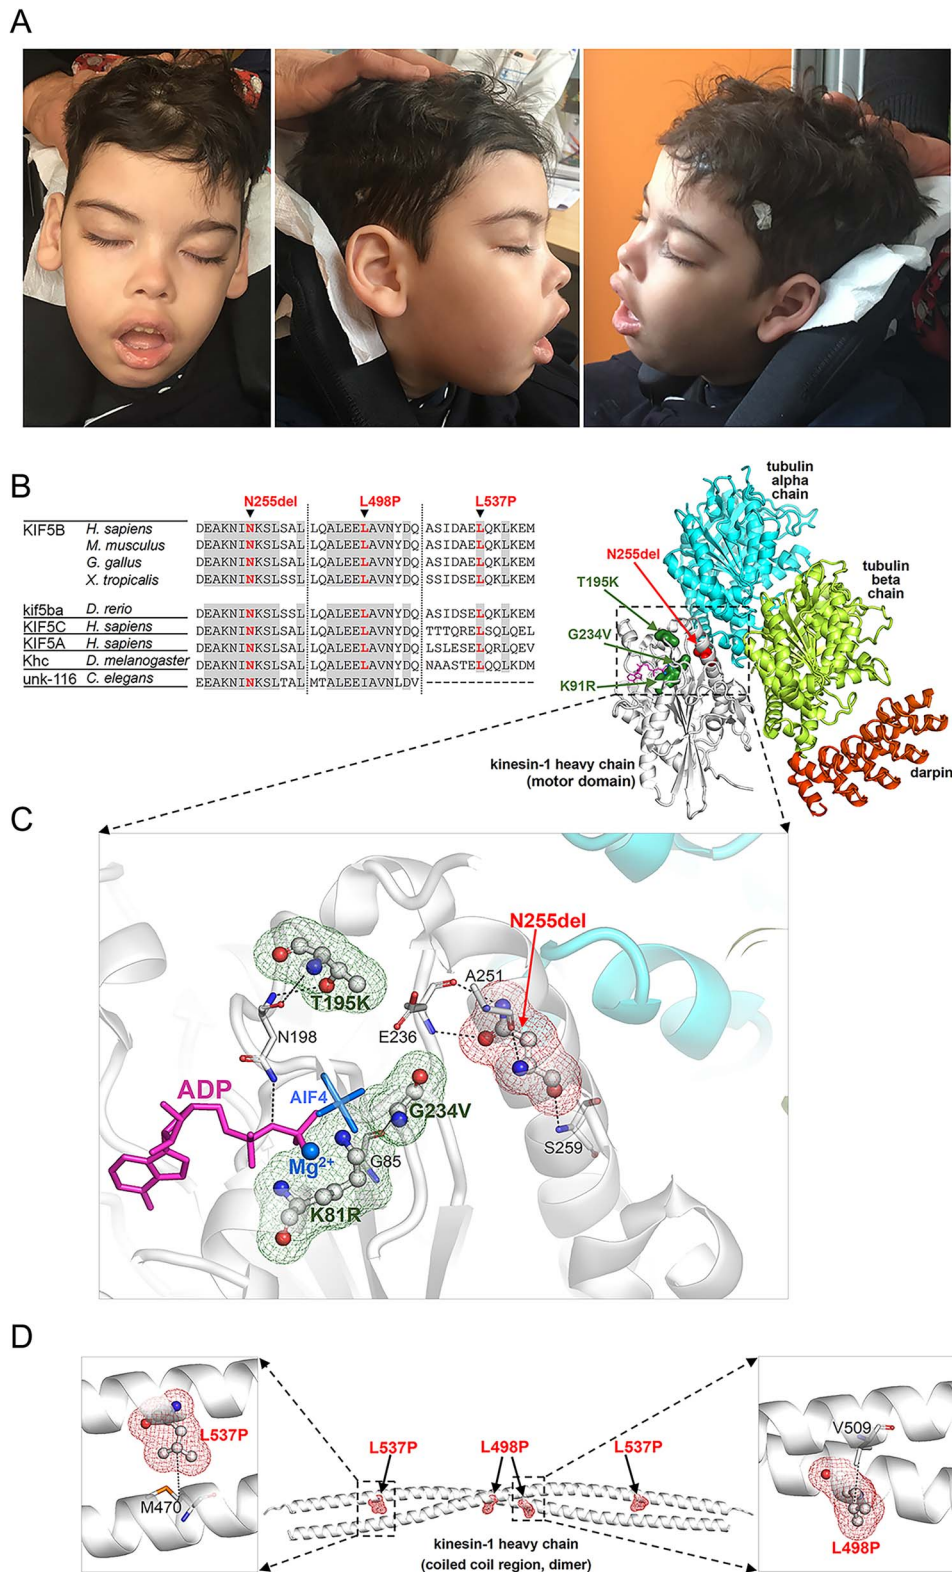 A
B
N255del L498P L537P
KIF5B H. sapiens DEAKNINKSLSAL LQALEELAVNYDQ ASIDAELQKLKEM
M. musculus DEAKNINKSLSAL LQALEELAVNYDQ ASIDAELQKLKEM
G. gallus DEAKNINKSLSAL LQALEELAVNYDQ ASIDAELQKLKEM
X. tropicalis DEAKNINKSLSSL LQALEELAVNYDQ SSIDSELQKLKEM
kif5ba D. rerio DEAKNINKSLSSL LQALEELAVNYDQ ASIDSELQKLKEM
KIF5C H. sapiens DEAKNINKSLSAL LQALEELAVNYDQ TTTQRELSQLQEL
KIF5A H. sapiens DEAKNINKSLSAL LQALEELAVNYDQ LSLESELQRLQEV
Khc D. melanogaster DEAKNINKSLSAL LQALEELAVNYDQ NAASTELQQLKDM
unk-116 C. elegans EEAKNINKSLTAL MTALEEIAVNLDV -------------
tubulin
alpha
chain
N255del
T195K
tubulin
beta
chain
G234V
K91R
kinesin-1 heavy chain
(motor domain)
darpin
C
N255del
A251
T195K
N198
E236
ADP
AlF4
G234V
Mg²⁺
G85
S259
K81R
D
L537P
M470
L537P L498P L537P
kinesin-1 heavy chain
(coiled coil region, dimer)
V509
L498P